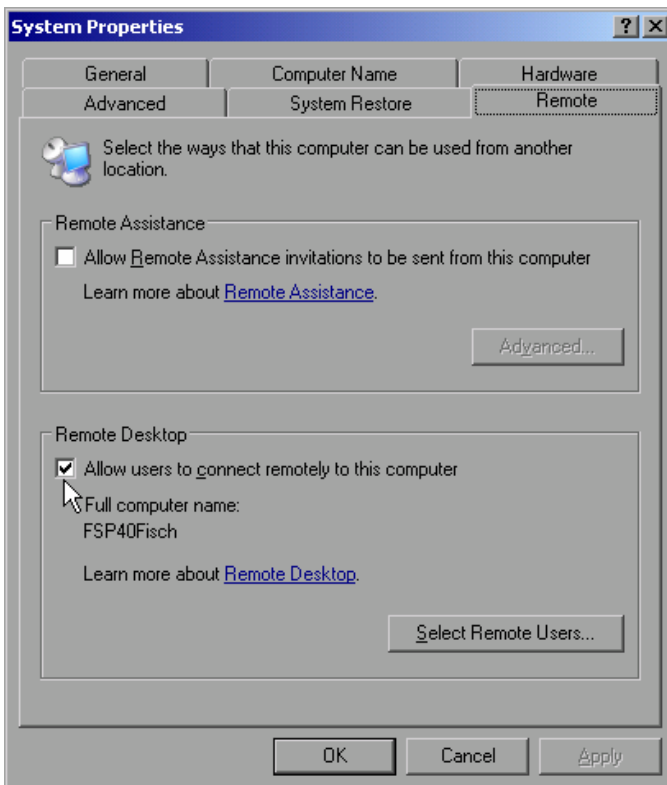 System Properties
General
Computer Name
Hardware
Advanced
System Restore
Remote
Select the ways that this computer can be used from another
location.
Remote Assistance
Allow Remote Assistance invitations to be sent from this computer
Learn more about Remote Assistance.
Advanced...
Remote Desktop
Allow users to connect remotely to this computer
Full computer name:
FSP40Fisch
Learn more about Remote Desktop.
Select Remote Users...
OK
Cancel
Apply